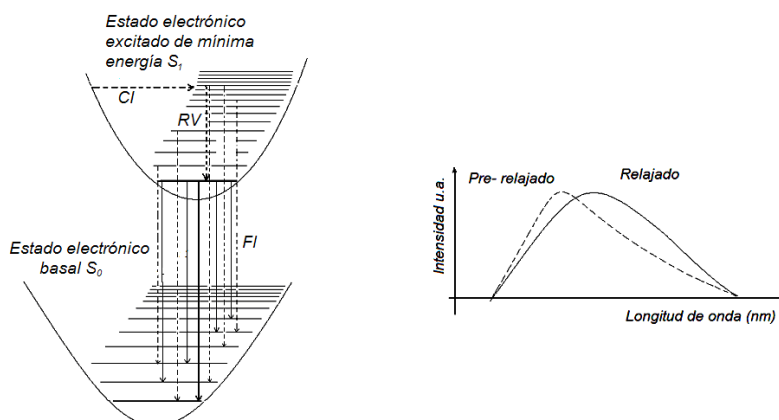 Estado electrónico
excitado de mínima
energía S₁
CI
RV
FI
Estado electrónico
basal S₀
Pre- relajado
Relajado
Intensidad u.a.
Longitud de onda (nm)